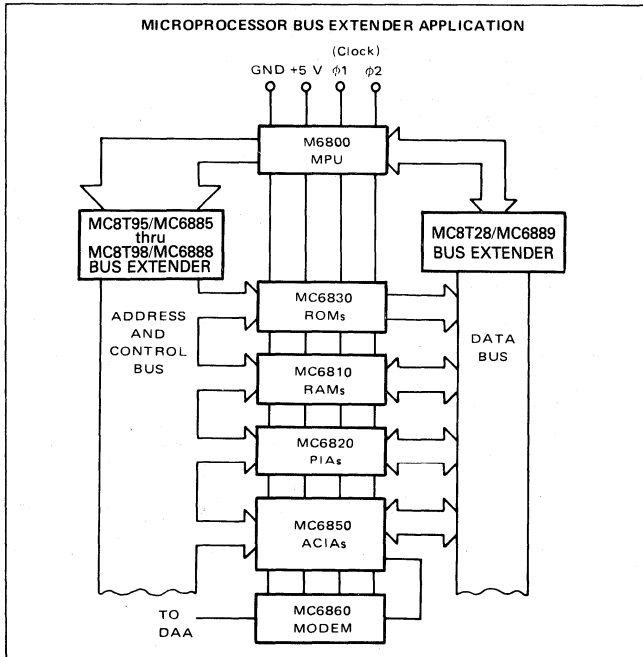 MICROPROCESSOR BUS EXTENDER APPLICATION
(Clock)
GND +5 V φ1 φ2
M6800
MPU
MC8T95/MC6885
thru
MC8T98/MC6888
BUS EXTENDER
MC8T28/MC6889
BUS EXTENDER
ADDRESS
AND
CONTROL
BUS
MC6830
ROMs
DATA
BUS
MC6810
RAMs
MC6820
PIAs
MC6850
ACIAs
MC6860
MODEM
TO
DAA